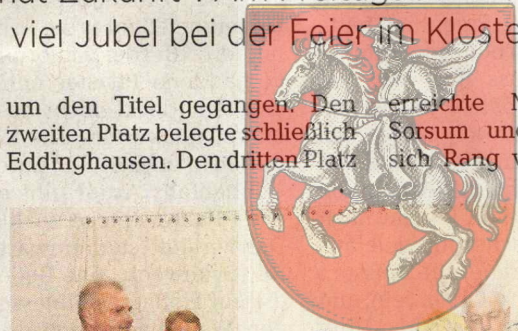 viel Jubel bei der Feier im Kloste
um den Titel gegangen. Den
zweiten Platz belegte schließlich
Eddinghausen. Den dritten Platz
erreichte
Sorsum un
sich Rang